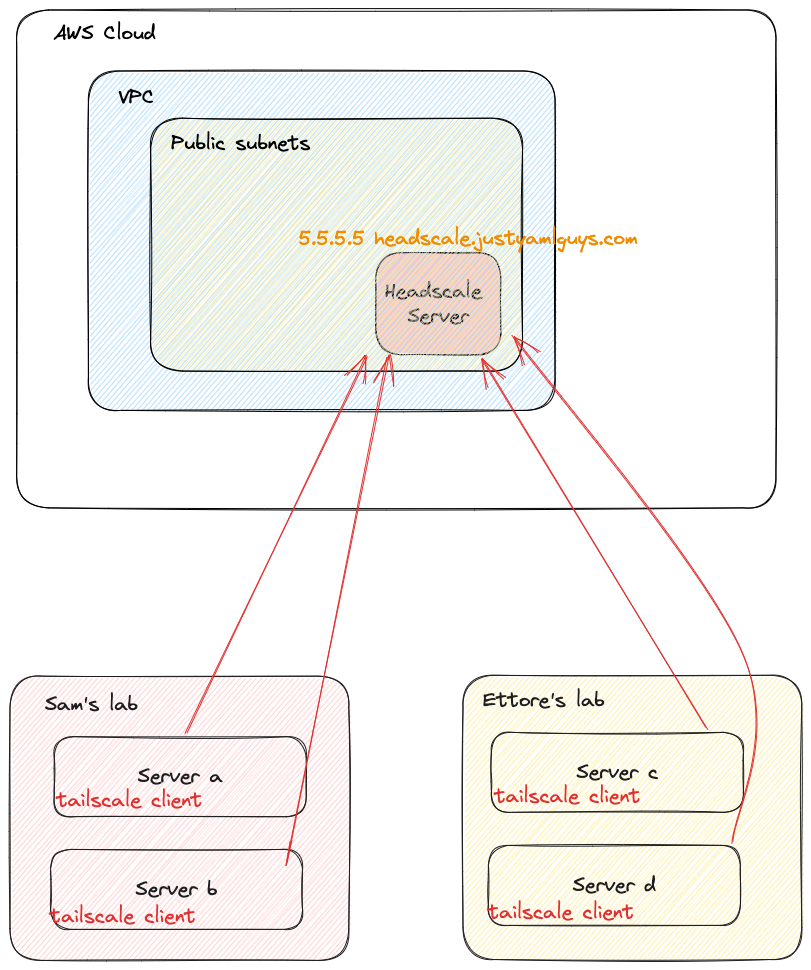 AWS Cloud
VPC
Public subnets
5.5.5.5 headscale.justyamlguys.com
Headscale
Server
Sam's lab
Server a
tailscale client
Server b
tailscale client
Ettore's lab
Server c
tailscale client
Server d
tailscale client